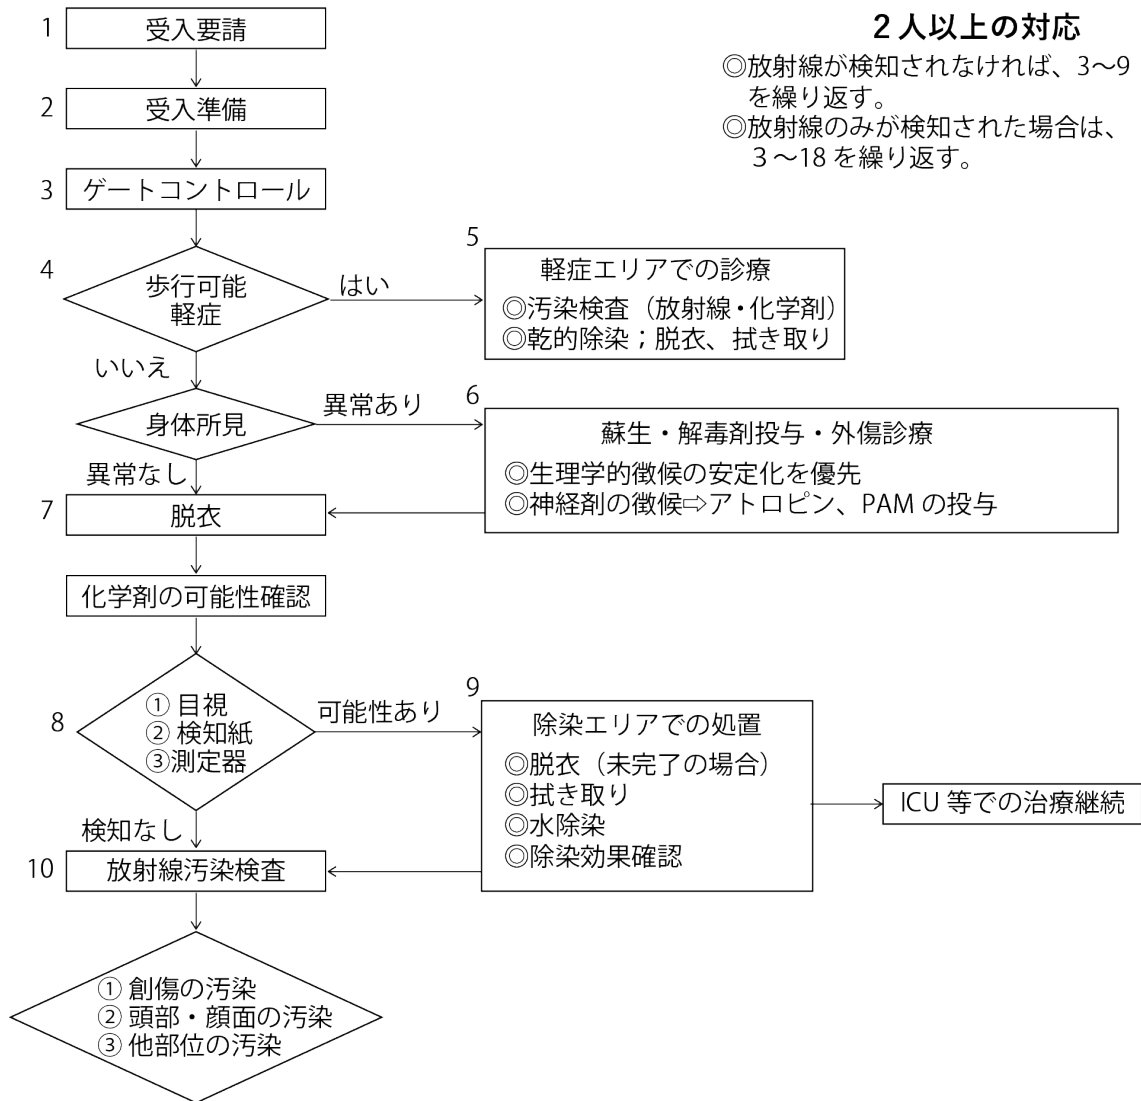 1
受入要請
2
受入準備
3
ゲートコントロール
4
歩行可能
軽症
はい
いいえ
5
軽症エリアでの診療
◎汚染検査（放射線・化学剤）
◎乾的除染；脱衣、拭き取り
身体所見
異常あり
異常なし
6
蘇生・解毒剤投与・外傷診療
◎生理学的徴候の安定化を優先
◎神経剤の徴候⇨アトロピン、PAM の投与
7
脱衣
化学剤の可能性確認
8
① 目視
② 検知紙
③測定器
可能性あり
検知なし
9
除染エリアでの処置
◎脱衣（未完了の場合）
◎拭き取り
◎水除染
◎除染効果確認
ICU 等での治療継続
10
放射線汚染検査
① 創傷の汚染
② 頭部・顔面の汚染
③ 他部位の汚染
2 人以上の対応
◎放射線が検知されなければ、3〜9
を繰り返す。
◎放射線のみが検知された場合は、
３〜18 を繰り返す。